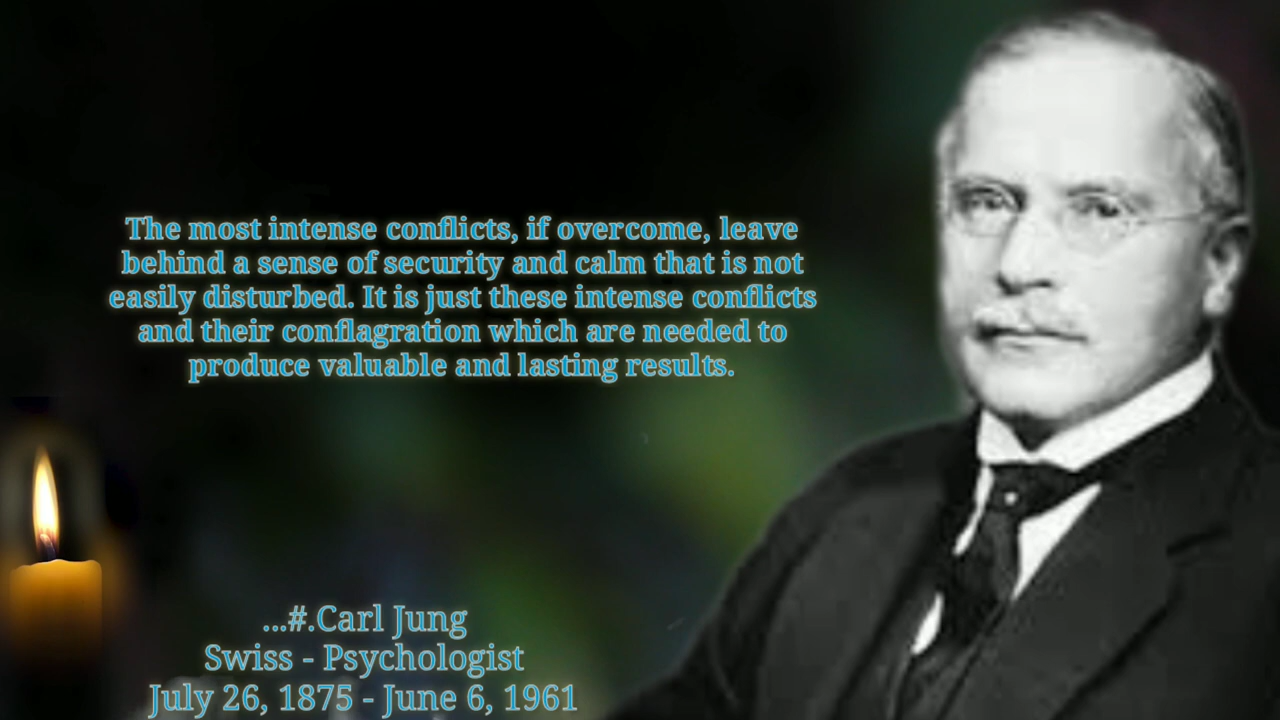 The most intense conflicts, if overcome, leave
behind a sense of security and calm that is not
easily disturbed. It is just these intense conflicts
and their conflagration which are needed to
produce valuable and lasting results.
...#.Carl Jung
Swiss - Psychologist
July 26, 1875 - June 6, 1961